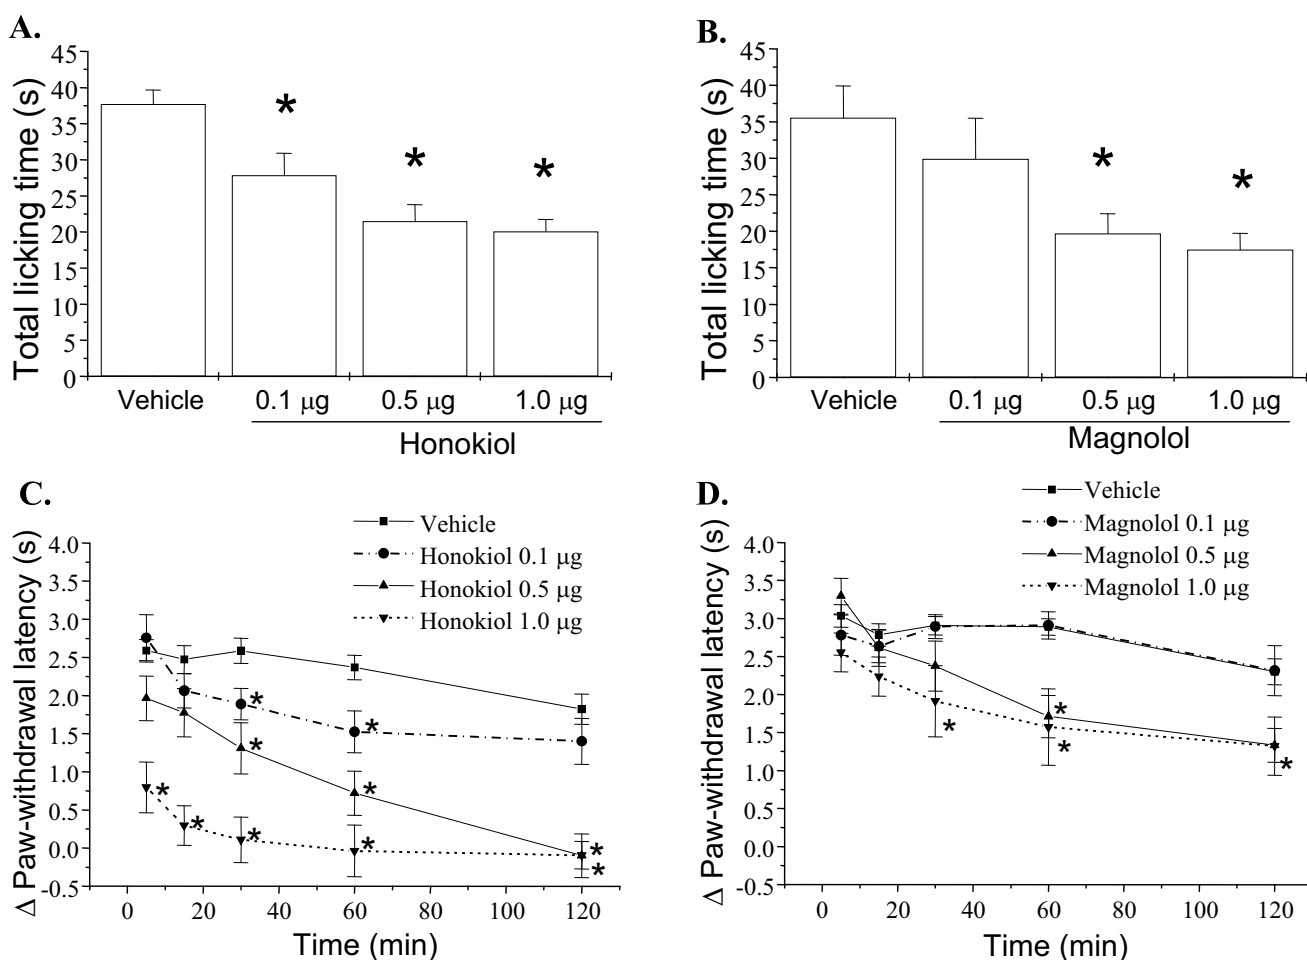 A.
Total licking time (s)
45
40
35
30
25
20
15
10
5
0
*
*
*
Vehicle
0.1 μg
0.5 μg
1.0 μg
Honokiol
B.
Total licking time (s)
45
40
35
30
25
20
15
10
5
0
*
*
Vehicle
0.1 μg
0.5 μg
1.0 μg
Magnolol
C.
Vehicle
Honokiol 0.1 μg
Honokiol 0.5 μg
Honokiol 1.0 μg
Δ Paw-withdrawal latency (s)
4.0
3.5
3.0
2.5
2.0
1.5
1.0
0.5
0.0
-0.5
*
*
*
*
*
*
*
*
*
*
0
20
40
60
80
100
120
Time (min)
D.
Vehicle
Magnolol 0.1 μg
Magnolol 0.5 μg
Magnolol 1.0 μg
Δ Paw-withdrawal latency (s)
4.0
3.5
3.0
2.5
2.0
1.5
1.0
0.5
0.0
-0.5
*
*
*
*
0
20
40
60
80
100
120
Time (min)